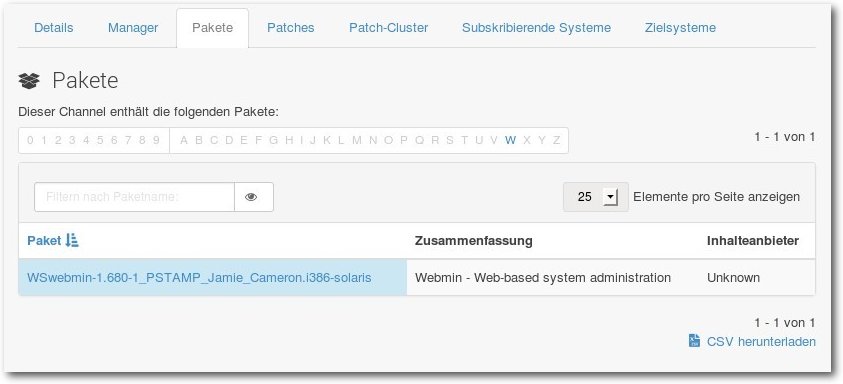 Details Manager Pakete Patches Patch-Cluster Subskribierende Systeme Zielsysteme
Pakete
Dieser Channel enthält die folgenden Pakete:
0 1 2 3 4 5 6 7 8 9 A B C D E F G H I J K L M N O P Q R S T U V W X Y Z 1 - 1 von 1
Filtern nach Paketname: 25 Elemente pro Seite anzeigen
Paket Zusammenfassung Inhalteanbieter
WSwebmin-1.680-1_PSTAMP_Jamie_Cameron.i386-solaris Webmin - Web-based system administration Unknown
1 - 1 von 1
CSV herunterladen